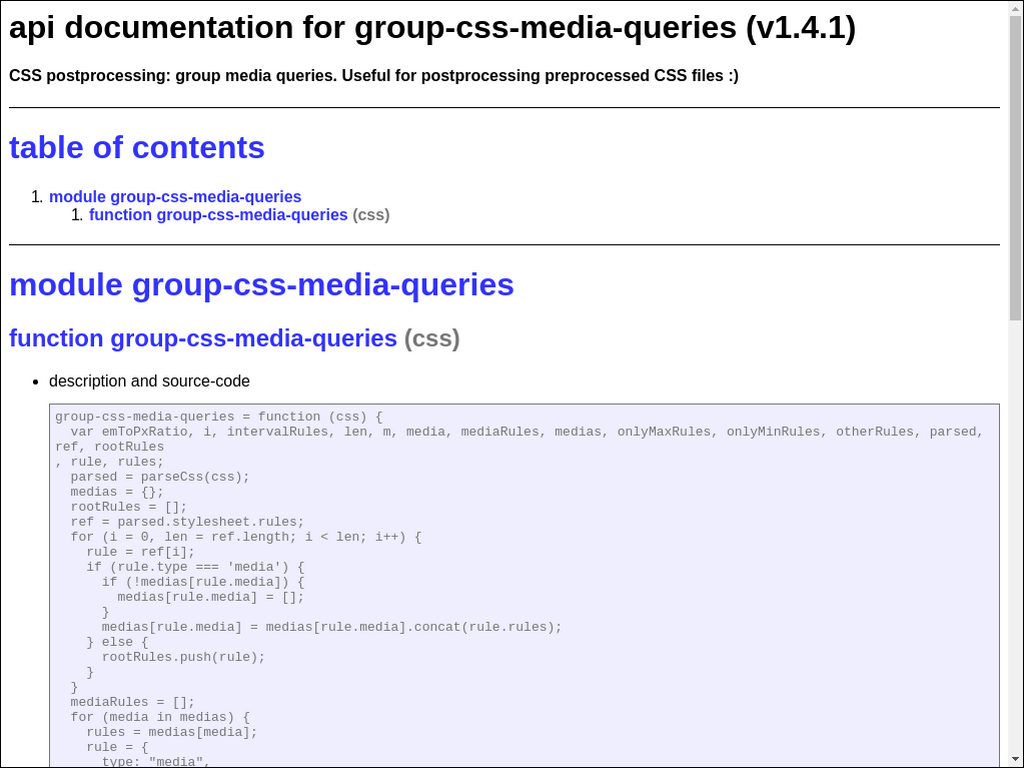 api documentation for group-css-media-queries (v1.4.1)
CSS postprocessing: group media queries. Useful for postprocessing preprocessed CSS files :)
table of contents
1. module group-css-media-queries
1. function group-css-media-queries (css)
module group-css-media-queries
function group-css-media-queries (css)
• description and source-code
group-css-media-queries = function (css) {
  var emToPxRatio, i, intervalRules, len, m, media, mediaRules, medias, onlyMaxRules, onlyMinRules, otherRules, parsed,
ref, rootRules
, rule, rules;
  parsed = parseCss(css);
  medias = {};
  rootRules = [];
  ref = parsed.stylesheet.rules;
  for (i = 0, len = ref.length; i < len; i++) {
    rule = ref[i];
    if (rule.type === 'media') {
      if (!medias[rule.media]) {
        medias[rule.media] = [];
      }
      medias[rule.media] = medias[rule.media].concat(rule.rules);
    } else {
      rootRules.push(rule);
    }
  }
  mediaRules = [];
  for (media in medias) {
    rules = medias[media];
    rule = {
      type: "media",